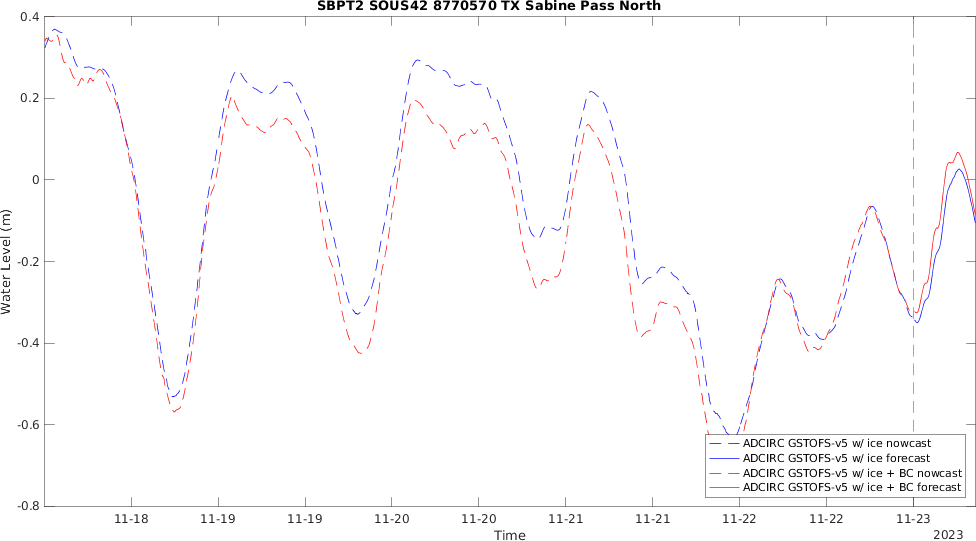 SBPT2 SOUS42 8770570 TX Sabine Pass North
0.4
0.2
0
-0.2
-0.4
-0.6
-0.8
Water Level (m)
ADCIRC GSTOFS-v5 w/ ice nowcast
ADCIRC GSTOFS-v5 w/ ice forecast
ADCIRC GSTOFS-v5 w/ ice + BC nowcast
ADCIRC GSTOFS-v5 w/ ice + BC forecast
11-18 11-19 11-19 11-20 11-20 11-21 11-21 11-22 11-22 11-23
Time
2023